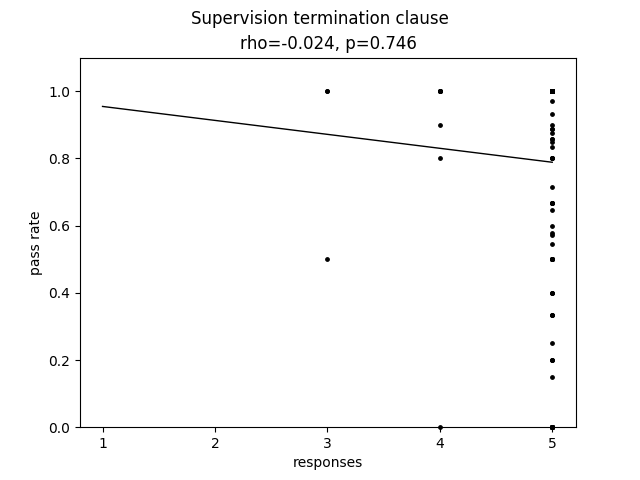 Supervision termination clause
rho=-0.024, p=0.746
1.0
0.8
0.6
0.4
0.2
0.0
pass rate
1 2 3 4 5
responses